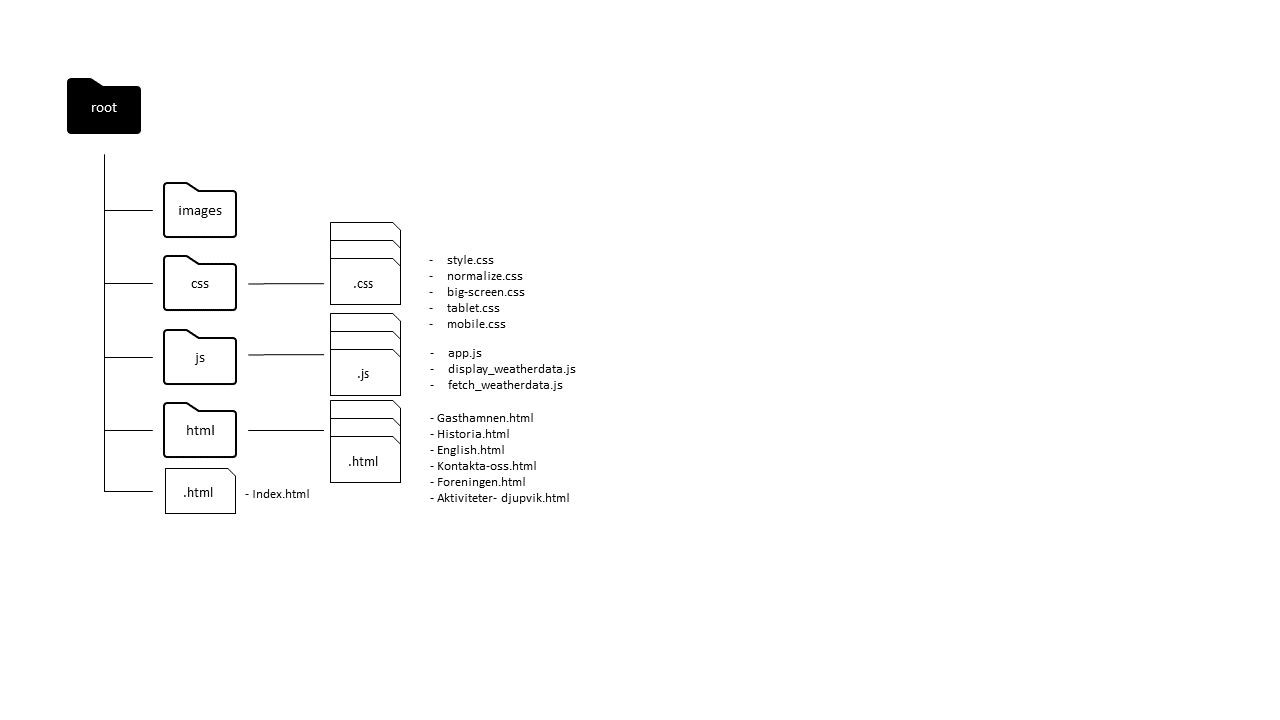 root
images
css
.css
- style.css
- normalize.css
- big-screen.css
- tablet.css
- mobile.css
js
.js
- app.js
- display_weatherdata.js
- fetch_weatherdata.js
html
.html
- Gasthamnen.html
- Historia.html
- English.html
- Kontakta-oss.html
- Foreningen.html
- Aktiviteter- djupvik.html
.html
- Index.html